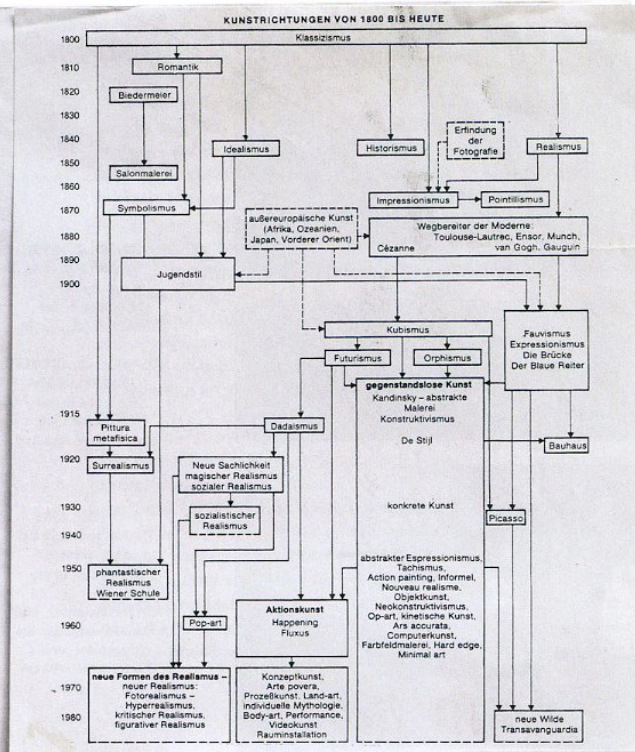 KUNSTRICHTUNGEN VON 1800 BIS HEUTE
1800
Klassizismus
1810
Romantik
1820
Biedermeier
1830
1840
Idealismus
Historismus
Erfindung
der
Fotografie
Realismus
1850
Salonmalerei
1860
Impressionismus
Pointillismus
1870
Symbolismus
außereuropäische Kunst
(Afrika, Ozeanien,
Japan, Vorderer Orient)
Wegbereiter der Moderne:
Toulouse-Lautrec, Ensor, Munch,
van Gogh, Gauguin
Cézanne
1880
1890
Jugendstil
1900
Kubismus
Futurismus
Orphismus
Fauvismus
Expressionismus
Die Brücke
Der Blaue Reiter
gegenstandslose Kunst
Kandinsky – abstrakte
Malerei
Konstruktivismus
1915
Pittura
metafisica
Dadaismus
De Stijl
Bauhaus
1920
Surrealismus
Neue Sachlichkeit
magischer Realismus
sozialer Realismus
1930
sozialistischer
Realismus
konkrete Kunst
Picasso
1940
1950
phantastischer
Realismus
Wiener Schule
abstrakter Espressionismus,
Tachismus,
Action painting, Informel,
Nouveau realisme,
Objektkunst,
Neokonstruktivismus,
Op-art, kinetische Kunst,
Ars accurata,
Computerkunst,
Farbfeldmalerei, Hard edge,
Minimal art
1960
Pop-art
Aktionskunst
Happening
Fluxus
1970
neue Formen des Realismus –
neuer Realismus:
Fotorealismus –
Hyperrealismus,
kritischer Realismus,
figurativer Realismus
Konzeptkunst,
Arte povera,
Prozeßkunst, Land-art,
individuelle Mythologie,
Body-art, Performance,
Videokunst
Rauminstallation
1980
neue Wilde
Transavanguardia